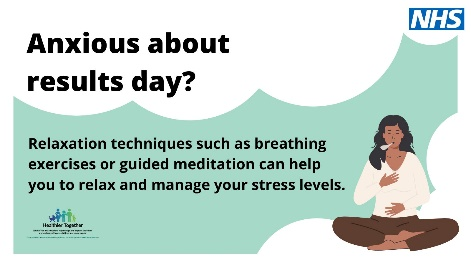 NHS
Anxious about
results day?
Relaxation techniques such as breathing
exercises or guided meditation can help
you to relax and manage your stress levels.
Healthier Together